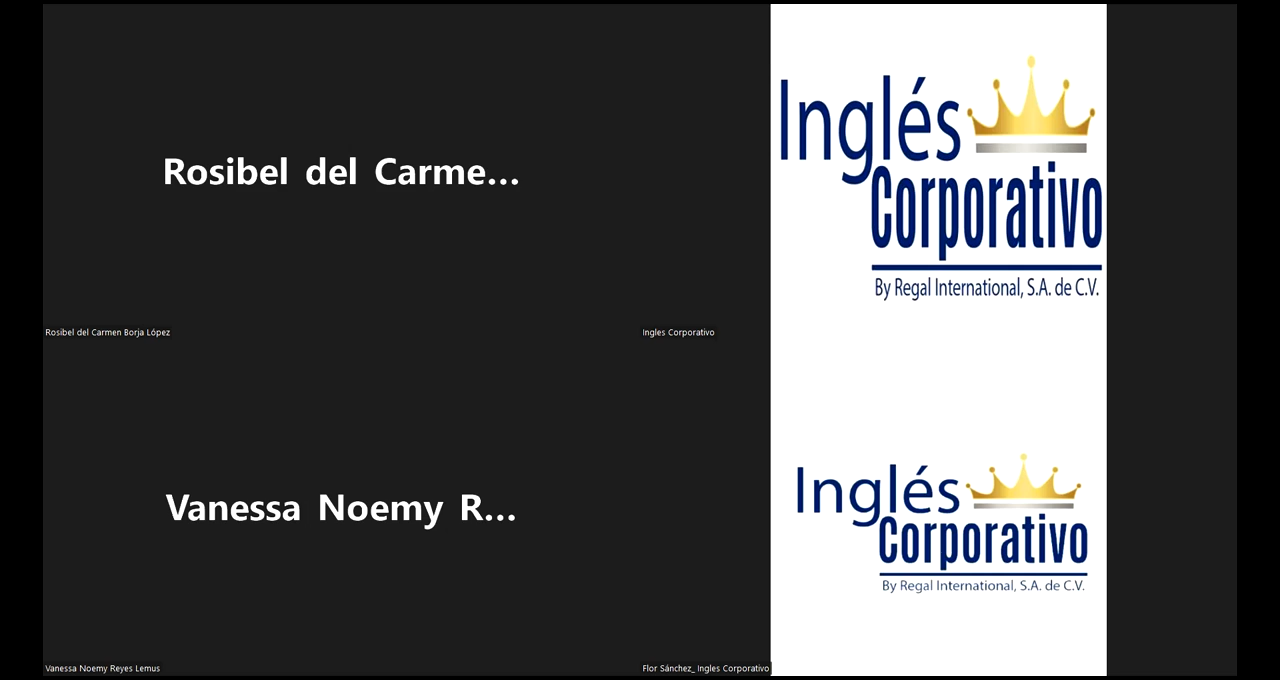 Rosibel del Carme...
Rosibel del Carmen Borja López
Inglés
Corporativo
By Regal International, S.A. de C.V.
Ingles Corporativo
Vanessa Noemy R...
Vanessa Noemy Reyes Lemus
Inglés
Corporativo
By Regal International, S.A. de C.V.
Flor Sánchez_ Ingles Corporativo